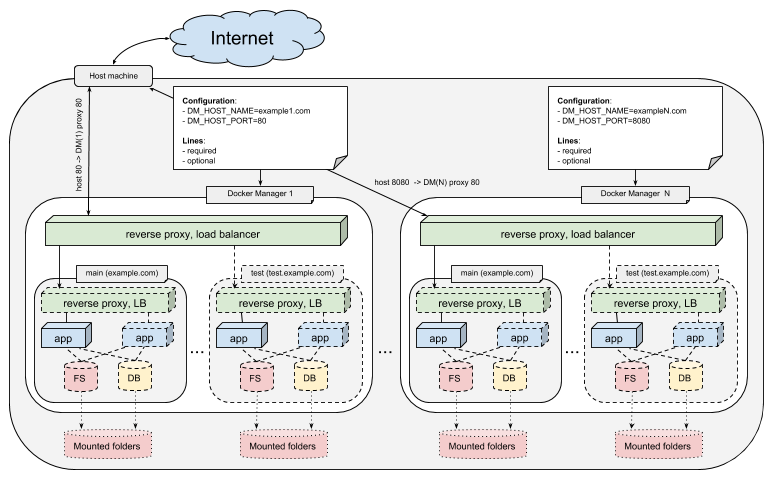 Internet
Host machine
host 80 -> DM(1) proxy 80
Configuration:
- DM_HOST_NAME=example1.com
- DM_HOST_PORT=80
Lines:
- required
- optional
Configuration:
- DM_HOST_NAME=exampleN.com
- DM_HOST_PORT=8080
Lines:
- required
- optional
host 8080 -> DM(N) proxy 80
Docker Manager 1
Docker Manager N
reverse proxy, load balancer
reverse proxy, load balancer
main (example.com)
test (test.example.com)
main (example.com)
test (test.example.com)
reverse proxy, LB
reverse proxy, LB
reverse proxy, LB
reverse proxy, LB
app
app
app
app
app
app
app
app
...
...
...
FS
DB
FS
DB
FS
DB
FS
DB
Mounted folders
Mounted folders
Mounted folders
Mounted folders